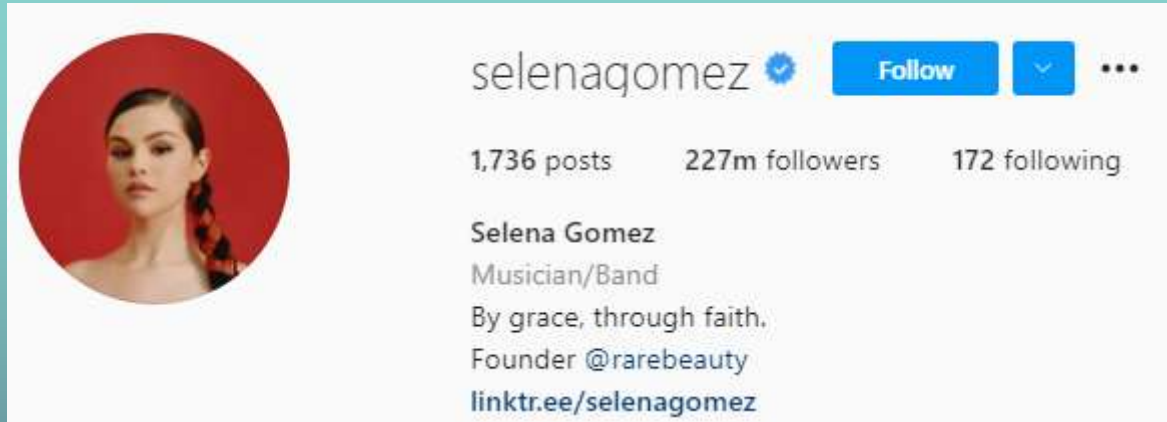 selenagomez Follow
1,736 posts 227m followers 172 following
Selena Gomez
Musician/Band
By grace, through faith.
Founder @rarebeauty
linktr.ee/selenagomez